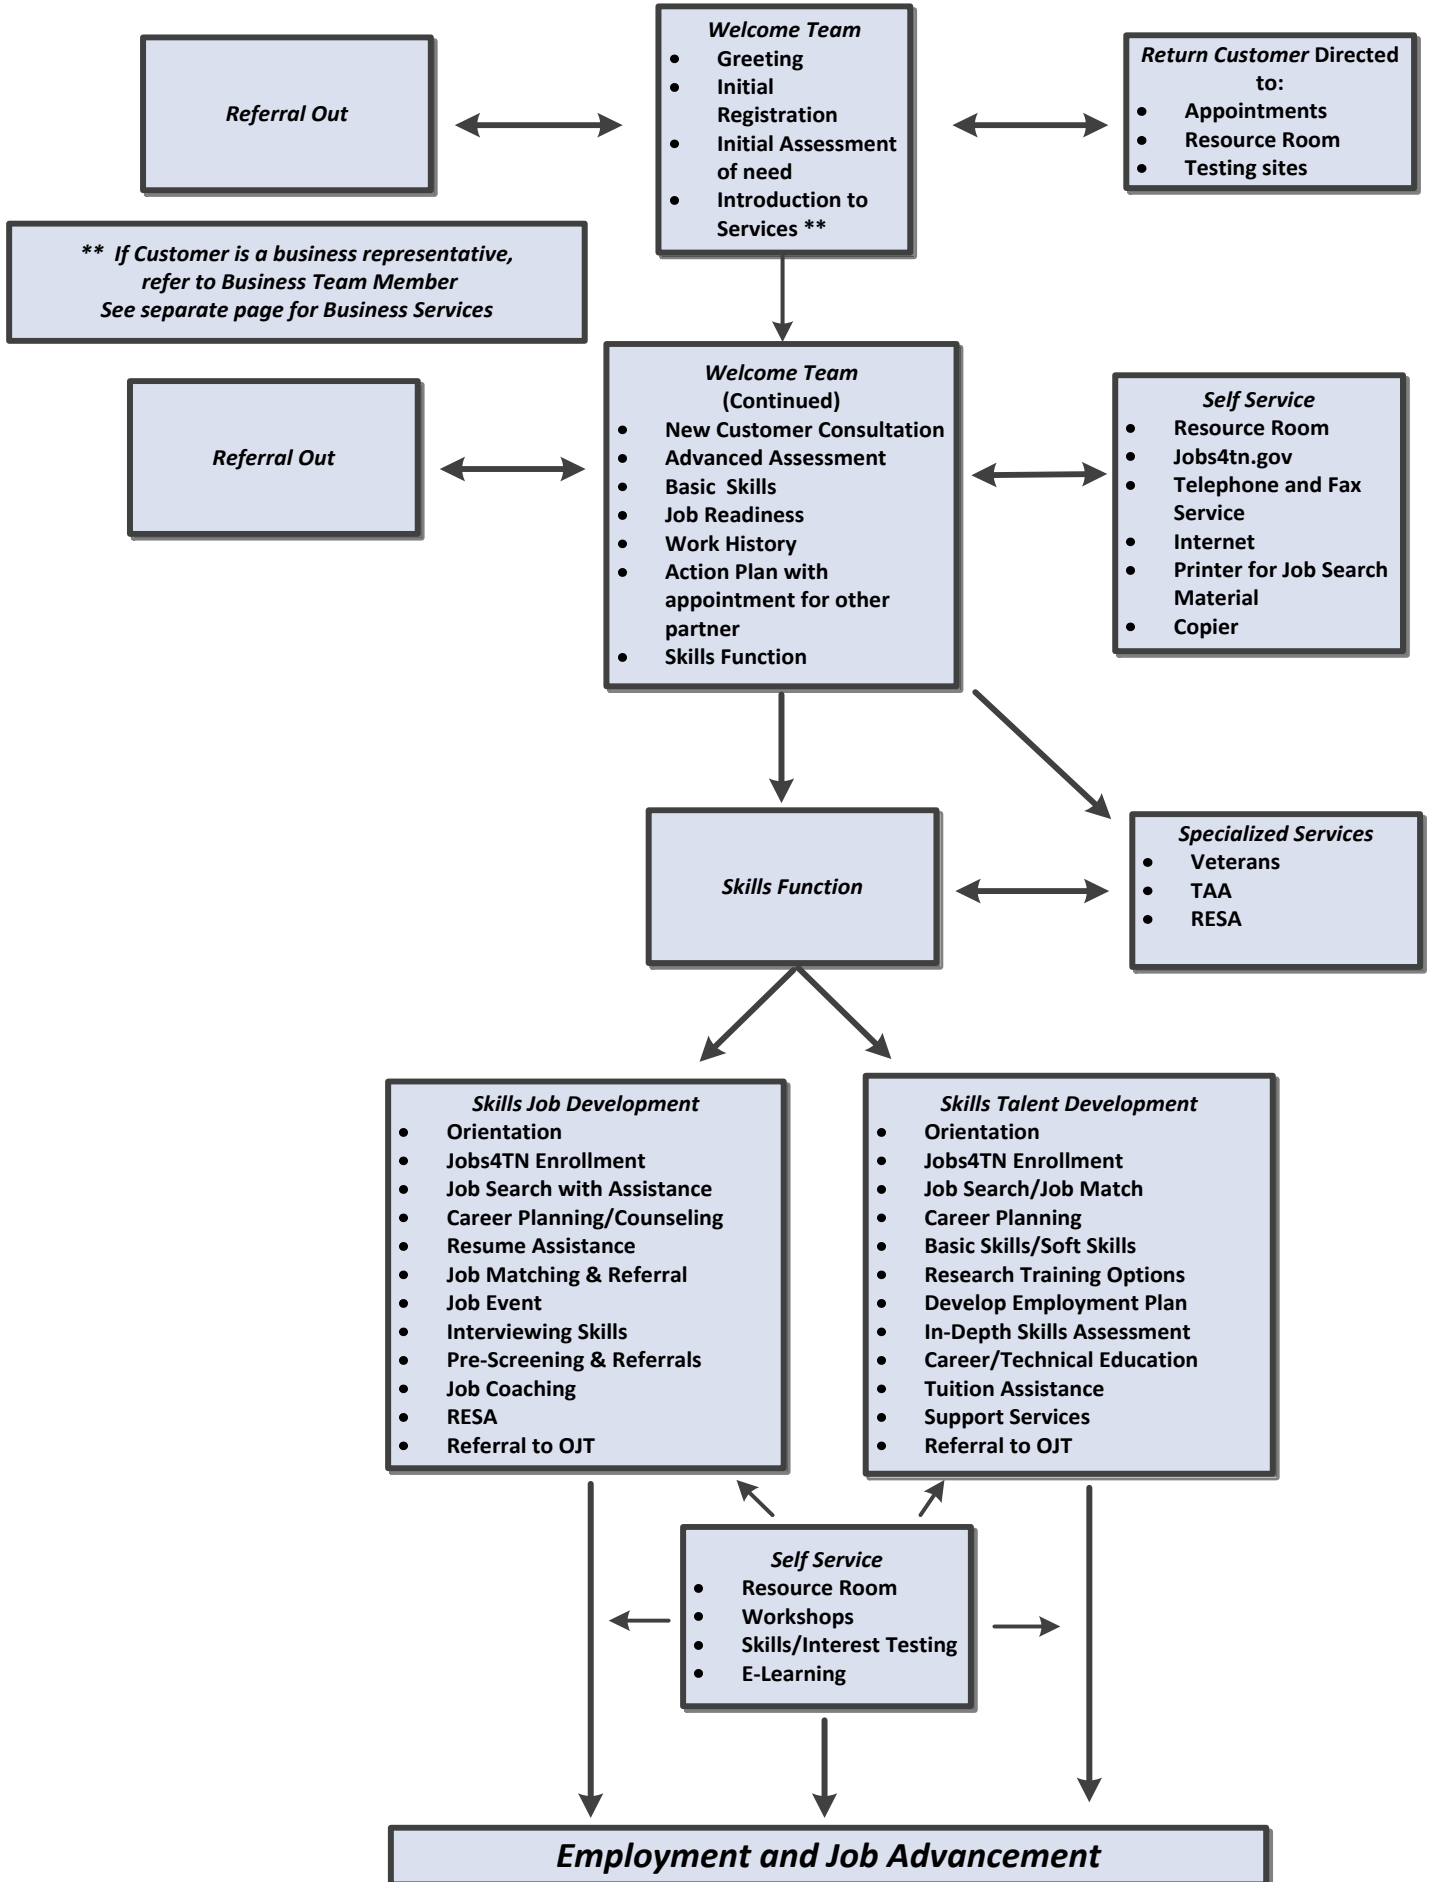 Referral Out
Welcome Team
• Greeting
• Initial
Registration
• Initial Assessment
of need
• Introduction to
Services **
Return Customer Directed
to:
• Appointments
• Resource Room
• Testing sites
** If Customer is a business representative,
refer to Business Team Member
See separate page for Business Services
Referral Out
Welcome Team
(Continued)
• New Customer Consultation
• Advanced Assessment
• Basic Skills
• Job Readiness
• Work History
• Action Plan with
appointment for other
partner
• Skills Function
Self Service
• Resource Room
• Jobs4tn.gov
• Telephone and Fax
Service
• Internet
• Printer for Job Search
Material
• Copier
Skills Function
Specialized Services
• Veterans
• TAA
• RESA
Skills Job Development
• Orientation
• Jobs4TN Enrollment
• Job Search with Assistance
• Career Planning/Counseling
• Resume Assistance
• Job Matching & Referral
• Job Event
• Interviewing Skills
• Pre-Screening & Referrals
• Job Coaching
• RESA
• Referral to OJT
Skills Talent Development
• Orientation
• Jobs4TN Enrollment
• Job Search/Job Match
• Career Planning
• Basic Skills/Soft Skills
• Research Training Options
• Develop Employment Plan
• In-Depth Skills Assessment
• Career/Technical Education
• Tuition Assistance
• Support Services
• Referral to OJT
Self Service
• Resource Room
• Workshops
• Skills/Interest Testing
• E-Learning
Employment and Job Advancement